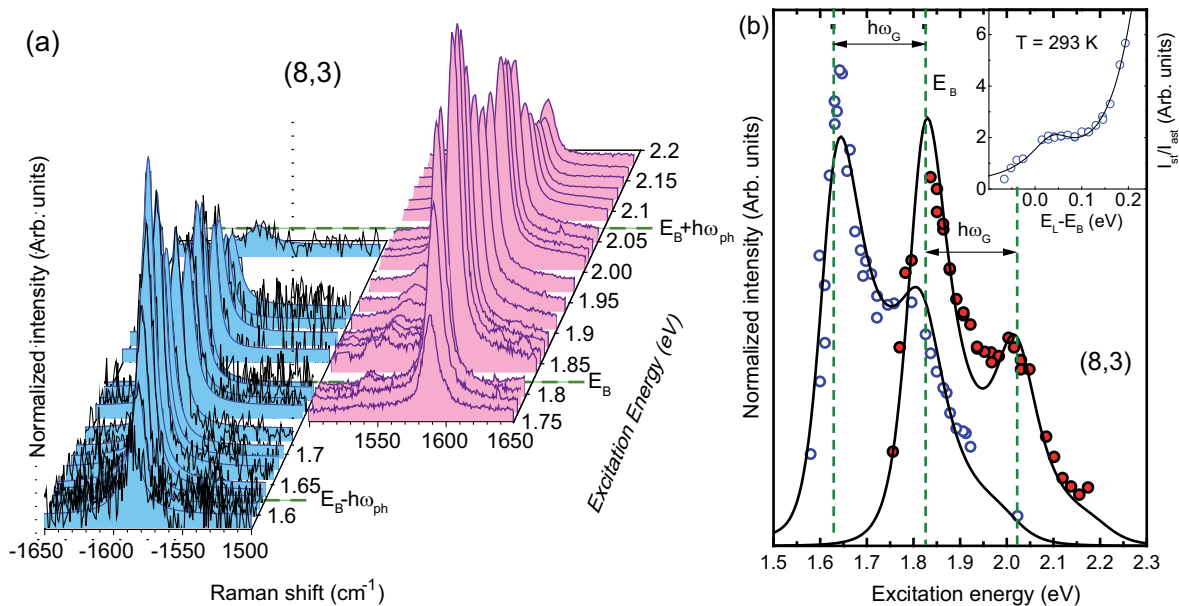 (a)
(8,3)
Normalized intensity (Arb. units)
2.2
2.15
2.1
2.05
2.00
1.95
1.9
1.85
1.8
1.75
E_B+hω_ph
E_B
Excitation Energy (eV)
1550
1600
1650
1.7
1.65
1.6
E_B-hω_ph
-1650
-1600
-1550
-1500
Raman shift (cm⁻¹)
(b)
hω_G
E_B
hω_G
(8,3)
Normalized intensity (Arb. units)
1.5 1.6 1.7 1.8 1.9 2.0 2.1 2.2 2.3
Excitation energy (eV)
T = 293 K
6
4
2
0
0.0 0.1 0.2
E_L-E_B (eV)
I_st/I_ast (Arb. units)